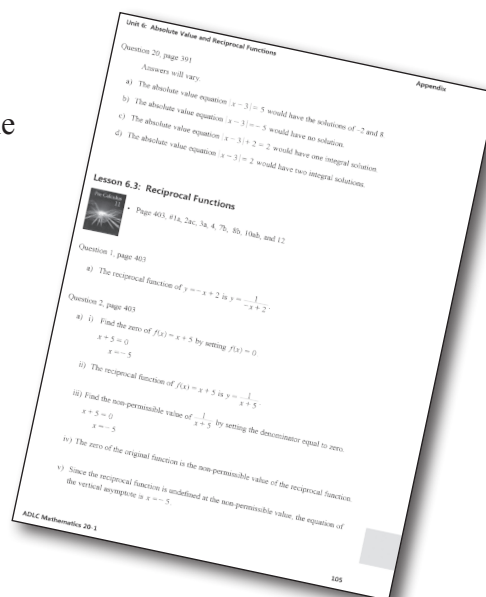 e
Unit 6: Absolute Value and Reciprocal Functions
Appendix
Question 20, page 391
Answers will vary.
a) The absolute value equation |x − 3| = 5 would have the solutions of -2 and 8.
b) The absolute value equation |x − 3| = − 5 would have no solution.
c) The absolute value equation |x − 3| + 2 = 2 would have one integral solution.
d) The absolute value equation |x − 3| = 2 would have two integral solutions.
Lesson 6.3: Reciprocal Functions
Pre-Calculus
11
• Page 403, #1a, 2ac, 3a, 4, 7b, 8b, 10ab, and 12
Question 1, page 403
a) The reciprocal function of y = − x + 2 is y = 1/(−x + 2).
Question 2, page 403
a) i) Find the zero of f(x) = x + 5 by setting f(x) = 0
x + 5 = 0
x = − 5
ii) The reciprocal function of f(x) = x + 5 is y = 1/(x + 5).
iii) Find the non-permissible value of 1/(x + 5) by setting the denominator equal to zero.
x + 5 = 0
x = − 5
iv) The zero of the original function is the non-permissible value of the reciprocal function.
v) Since the reciprocal function is undefined at the non-permissible value, the equation of
the vertical asymptote is x = − 5.
ADLC Mathematics 20-1
105